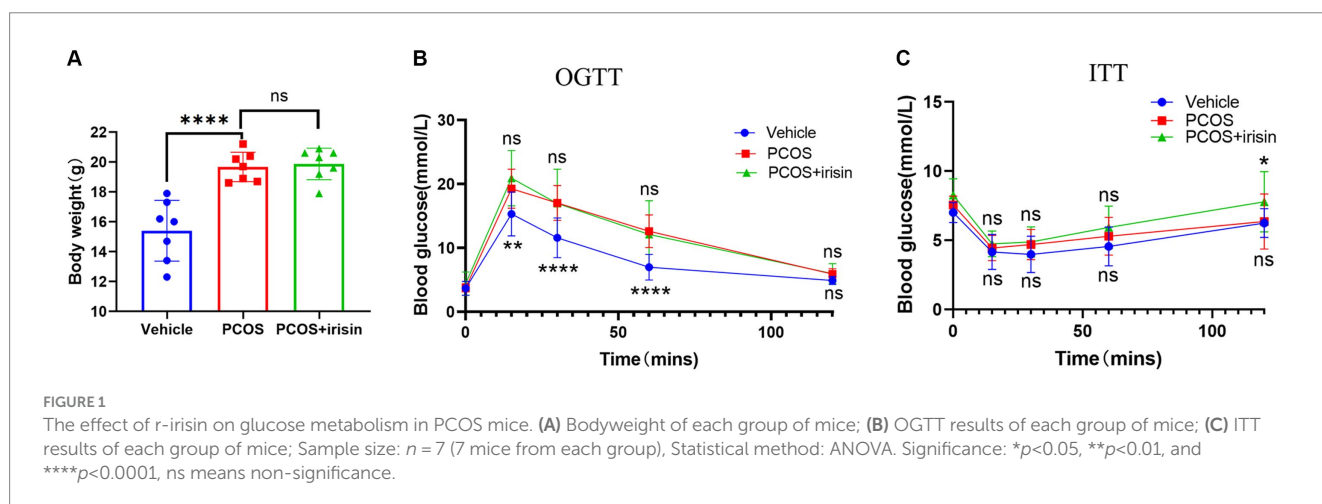 A
ns
****
Body weight (g)
22
20
18
16
14
12
10
Vehicle PCOS PCOS+irisin
B
OGTT
Blood glucose(mmol/L)
30
20
10
0
Vehicle
PCOS
PCOS+irisin
ns
ns
ns
ns
**
****
****
ns
0 50 100
Time (mins)
C
ITT
Blood glucose(mmol/L)
15
10
5
0
Vehicle
PCOS
PCOS+irisin
ns
ns
ns
*
ns
ns
ns
ns
0 50 100
Time (mins)
FIGURE 1
The effect of r-irisin on glucose metabolism in PCOS mice. (A) Bodyweight of each group of mice; (B) OGTT results of each group of mice; (C) ITT
results of each group of mice; Sample size: n = 7 (7 mice from each group), Statistical method: ANOVA. Significance: *p<0.05, **p<0.01, and
****p<0.0001, ns means non-significance.